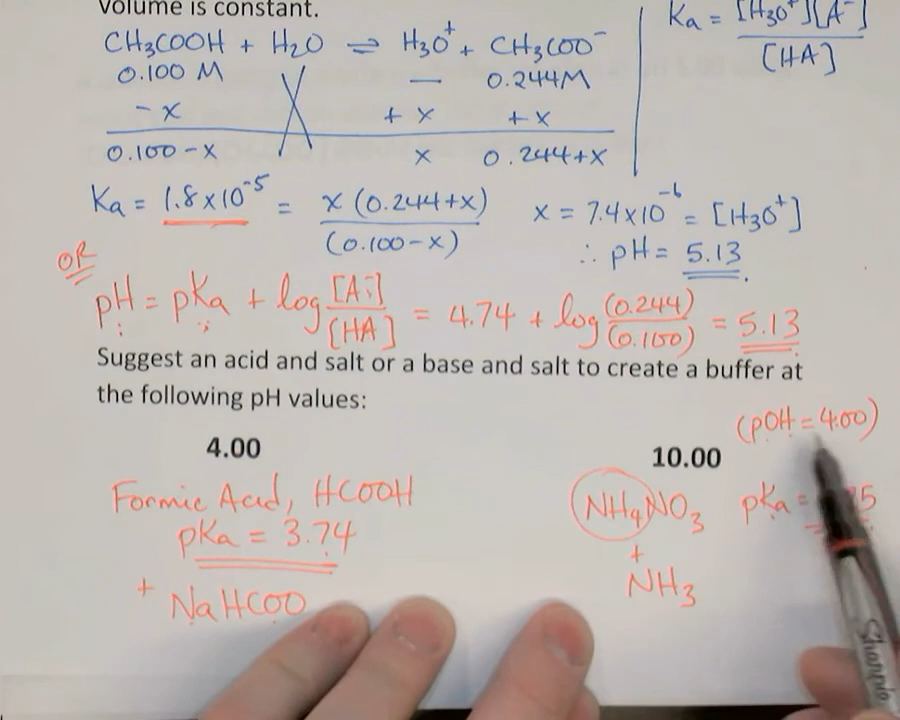 volume is constant.
Ka = [H3O+][A-] / [HA]
CH3COOH + H2O ⇌ H3O+ + CH3COO-
0.100 M — 0.244M
-x +x +x
0.100-x x 0.244+x
Ka = 1.8x10^-5 = x(0.244+x) / (0.100-x) x = 7.4x10^-6 = [H3O+]
∴ pH = 5.13.
OR
pH = pKa + log [A-]/[HA] = 4.74 + log (0.244)/(0.100) = 5.13
Suggest an acid and salt or a base and salt to create a buffer at
the following pH values:
(pOH = 4.00)
4.00 10.00
Formic Acid, HCOOH NH4NO3 pKa =
pKa = 3.74 +
+ NaHCOO NH3
Sharpie